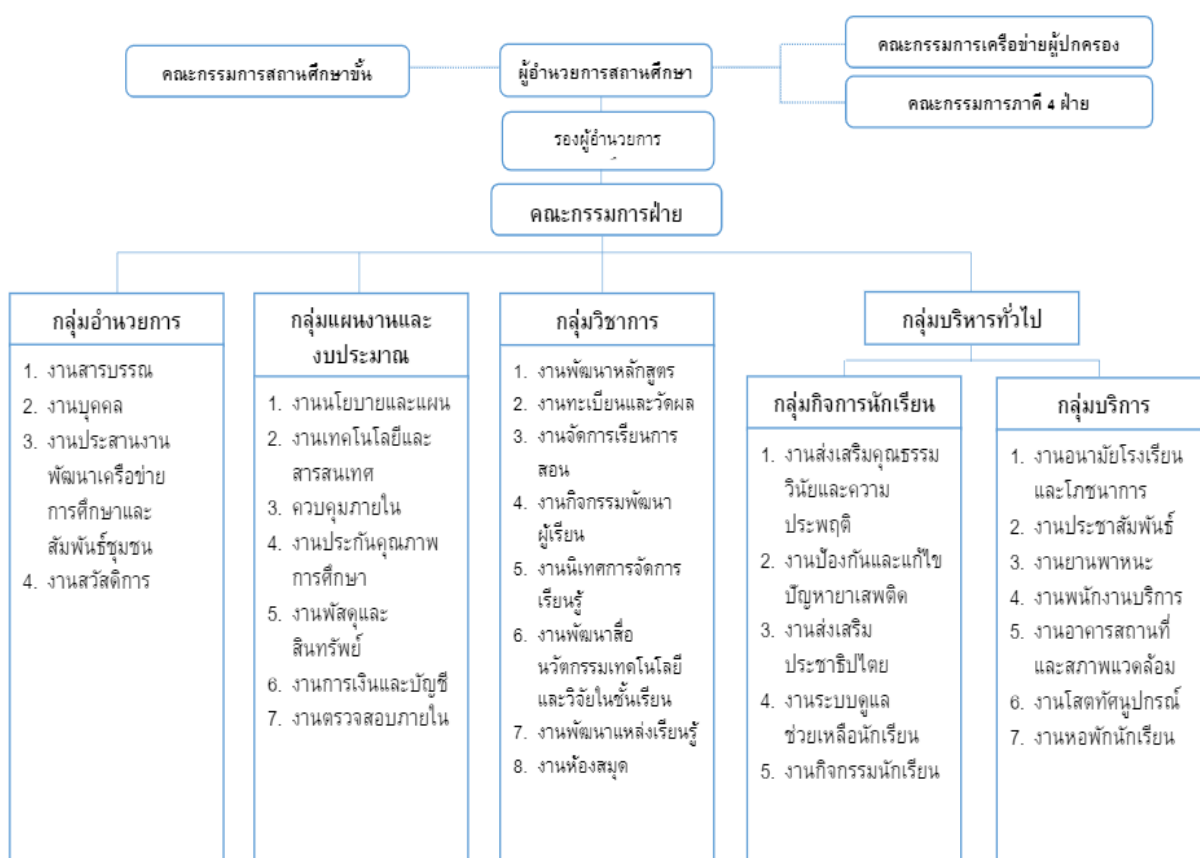 คณะกรรมการเครือข่ายผู้ปกครอง
คณะกรรมการสถานศึกษาขั้น
ผู้อำนวยการสถานศึกษา
คณะกรรมการภาคี 4 ฝ่าย
รองผู้อำนวยการ
คณะกรรมการฝ่าย
กลุ่มอำนวยการ
1. งานสารบรรณ
2. งานบุคคล
3. งานประสานงาน
พัฒนาเครือข่าย
การศึกษาและ
สัมพันธ์ชุมชน
4. งานสวัสดิการ
กลุ่มแผนงานและ
งบประมาณ
1. งานนโยบายและแผน
2. งานเทคโนโลยีและ
สารสนเทศ
3. ควบคุมภายใน
4. งานประกันคุณภาพ
การศึกษา
5. งานพัสดุและ
สินทรัพย์
6. งานการเงินและบัญชี
7. งานตรวจสอบภายใน
กลุ่มวิชาการ
1. งานพัฒนาหลักสูตร
2. งานทะเบียนและวัดผล
3. งานจัดการเรียนการ
สอน
4. งานกิจกรรมพัฒนา
ผู้เรียน
5. งานนิเทศการจัดการ
เรียนรู้
6. งานพัฒนาสื่อ
นวัตกรรมเทคโนโลยี
และวิจัยในชั้นเรียน
7. งานพัฒนาแหล่งเรียนรู้
8. งานห้องสมุด
กลุ่มบริหารทั่วไป
กลุ่มกิจการนักเรียน
1. งานส่งเสริมคุณธรรม
วินัยและความ
ประพฤติ
2. งานป้องกันและแก้ไข
ปัญหายาเสพติด
3. งานส่งเสริม
ประชาธิปไตย
4. งานระบบดูแล
ช่วยเหลือนักเรียน
5. งานกิจกรรมนักเรียน
กลุ่มบริการ
1. งานอนามัยโรงเรียน
และโภชนาการ
2. งานประชาสัมพันธ์
3. งานยานพาหนะ
4. งานพนักงานบริการ
5. งานอาคารสถานที่
และสภาพแวดล้อม
6. งานโสตทัศนูปกรณ์
7. งานหอพักนักเรียน